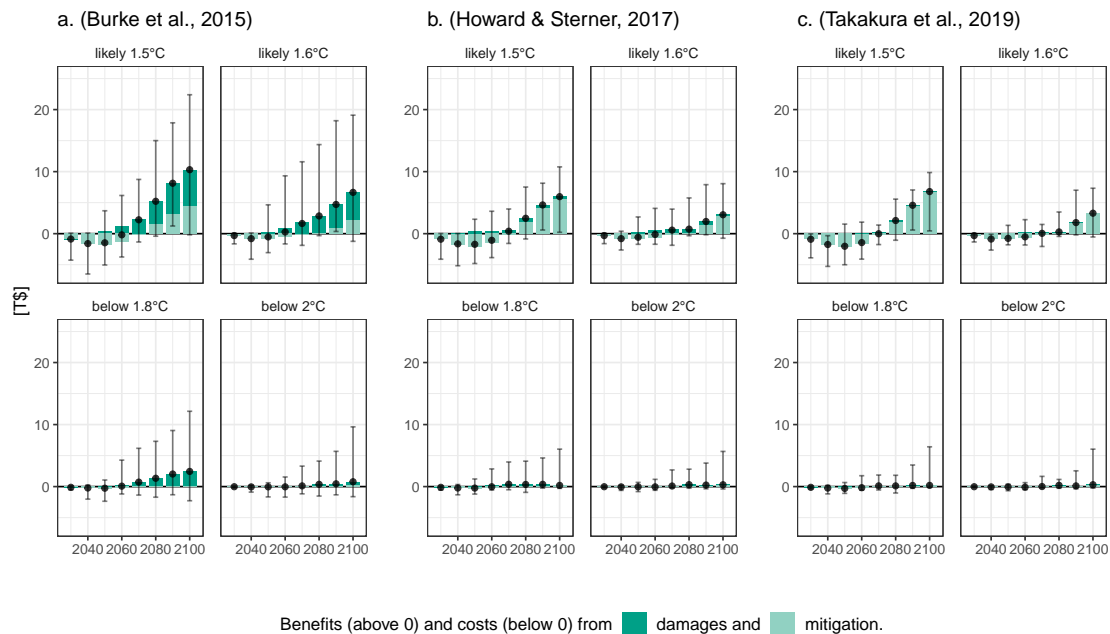 a. (Burke et al., 2015)
b. (Howard & Sterner, 2017)
c. (Takakura et al., 2019)
likely 1.5°C
likely 1.6°C
likely 1.5°C
likely 1.6°C
likely 1.5°C
likely 1.6°C
20
10
0
20
10
0
20
10
0
[T$]
below 1.8°C
below 2°C
below 1.8°C
below 2°C
below 1.8°C
below 2°C
20
10
0
20
10
0
20
10
0
2040 2060 2080 2100
2040 2060 2080 2100
2040 2060 2080 2100
2040 2060 2080 2100
2040 2060 2080 2100
2040 2060 2080 2100
Benefits (above 0) and costs (below 0) from damages and mitigation.